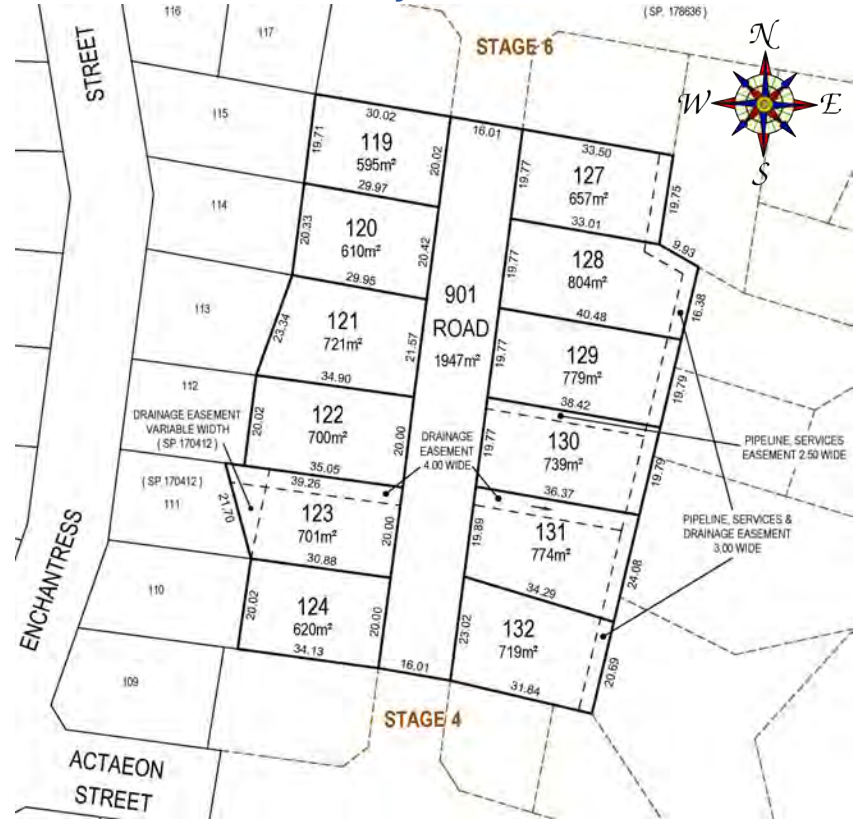 116
117
( SP. 178636 )
STAGE 6
N
W
E
S
STREET
115
30.02
16.01
19.71
119
595m²
20.02
33.50
19.77
127
657m²
19.75
29.97
114
20.33
120
610m²
20.42
33.01
9.93
19.77
128
804m²
16.38
29.95
113
23.34
121
721m²
21.57
901
ROAD
1947m²
40.48
19.77
129
779m²
19.79
34.90
112
20.02
122
700m²
20.00
38.42
DRAINAGE EASEMENT
VARIABLE WIDTH
( SP.170412 )
DRAINAGE
EASEMENT
4.00 WIDE
19.77
130
739m²
19.79
PIPELINE, SERVICES
EASEMENT 2.50 WIDE
35.05
39.26
( SP.170412 )
111
21.70
123
701m²
20.00
36.37
19.89
131
774m²
24.08
PIPELINE, SERVICES &
DRAINAGE EASEMENT
3.00 WIDE
30.88
ENCHANTRESS
110
20.02
124
620m²
20.00
34.29
23.02
132
719m²
20.69
34.13
16.01
31.84
109
STAGE 4
ACTAEON
STREET